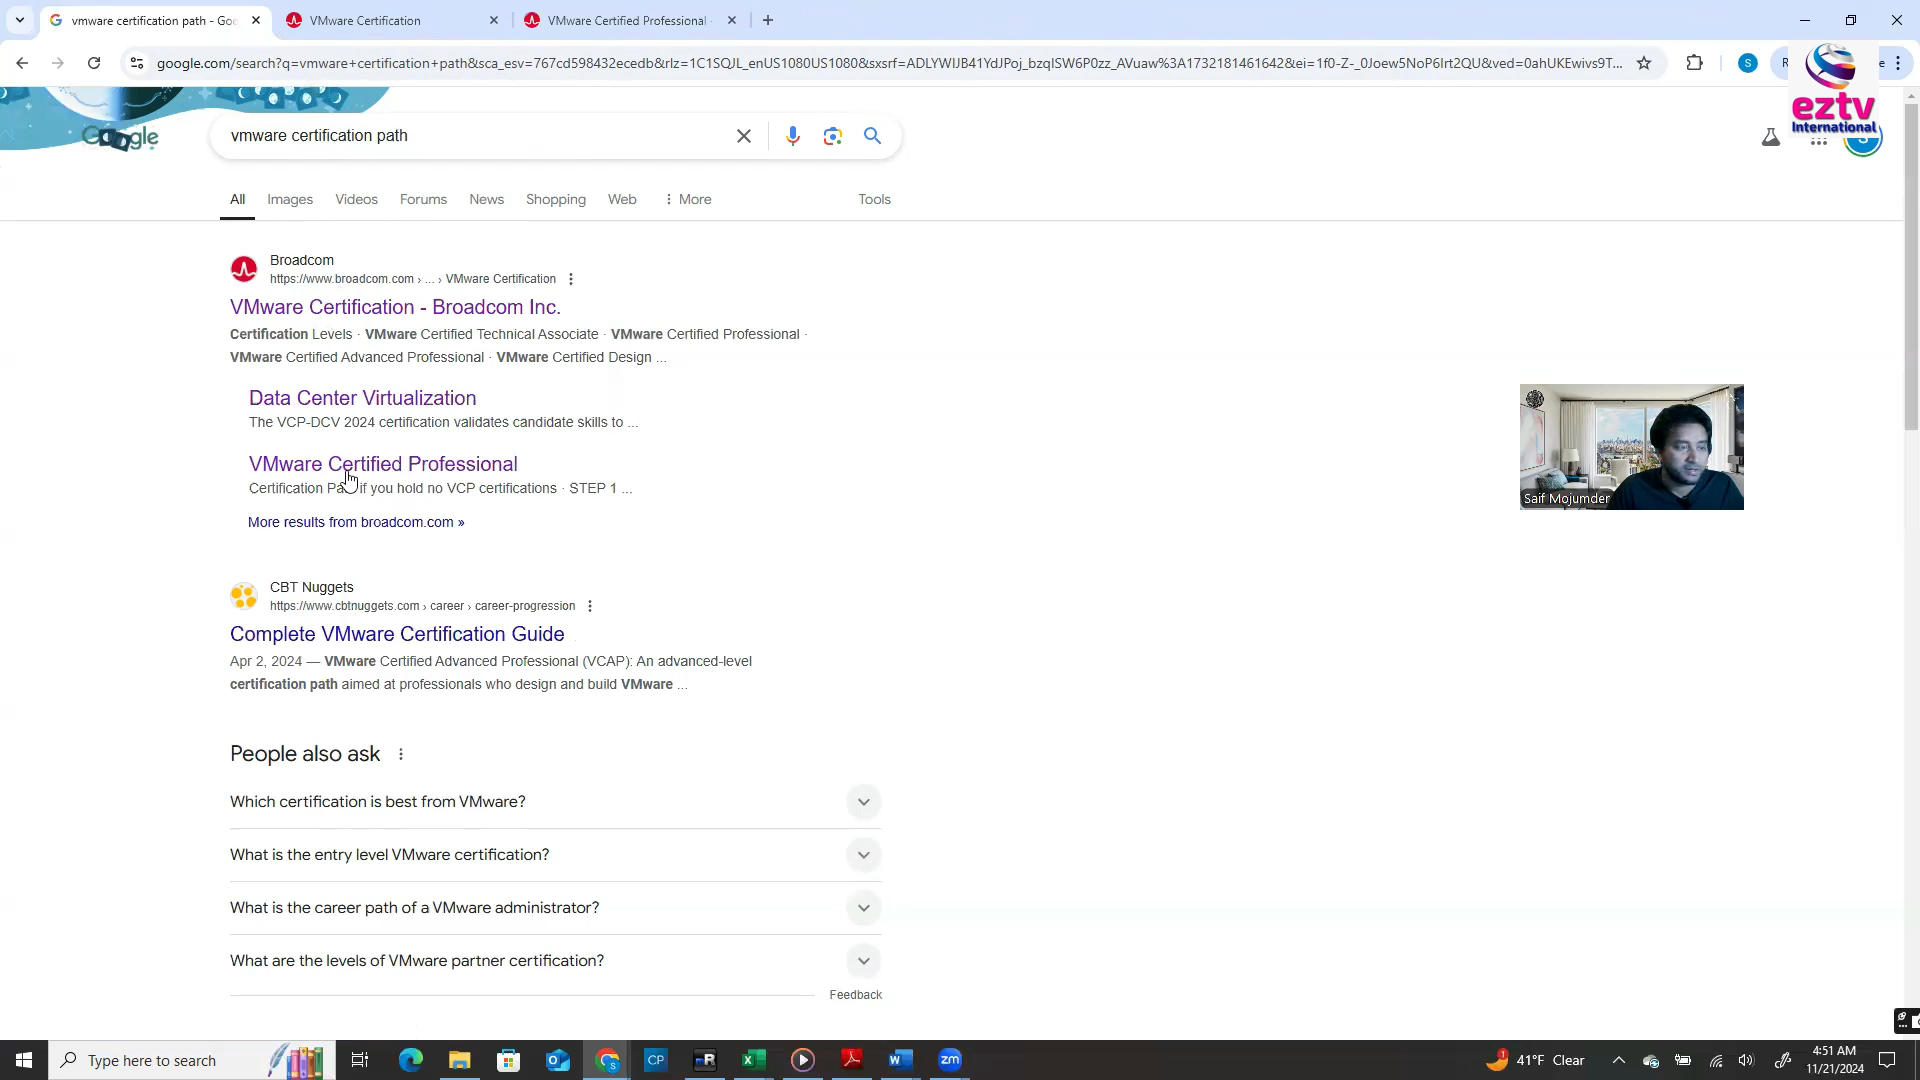 vmware certification path - Goo
VMware Certification
VMware Certified Professional
google.com/search?q=vmware+certification+path&sca_esv=767cd598432ecedb&rlz=1C1SQJL_enUS1080US1080&sxsrf=ADLYWIJB41YdJPoj_bzqISW6P0zz_AVuaw%3A1732181461642&ei=1f0-Z-_0Joew5NoP6Irt2QU&ved=0ahUKEwivs9T...
S
eztv
International
Google
vmware certification path
All
Images
Videos
Forums
News
Shopping
Web
More
Tools
Broadcom
https://www.broadcom.com › ... › VMware Certification
VMware Certification - Broadcom Inc.
Certification Levels · VMware Certified Technical Associate · VMware Certified Professional ·
VMware Certified Advanced Professional · VMware Certified Design ...
Data Center Virtualization
The VCP-DCV 2024 certification validates candidate skills to ...
VMware Certified Professional
Certification Pa if you hold no VCP certifications · STEP 1 ...
More results from broadcom.com »
Saif Mojumder
CBT Nuggets
https://www.cbtnuggets.com › career › career-progression
Complete VMware Certification Guide
Apr 2, 2024 — VMware Certified Advanced Professional (VCAP): An advanced-level
certification path aimed at professionals who design and build VMware ...
People also ask
Which certification is best from VMware?
What is the entry level VMware certification?
What is the career path of a VMware administrator?
What are the levels of VMware partner certification?
Feedback
Type here to search
CP
zm
41°F Clear
4:51 AM
11/21/2024